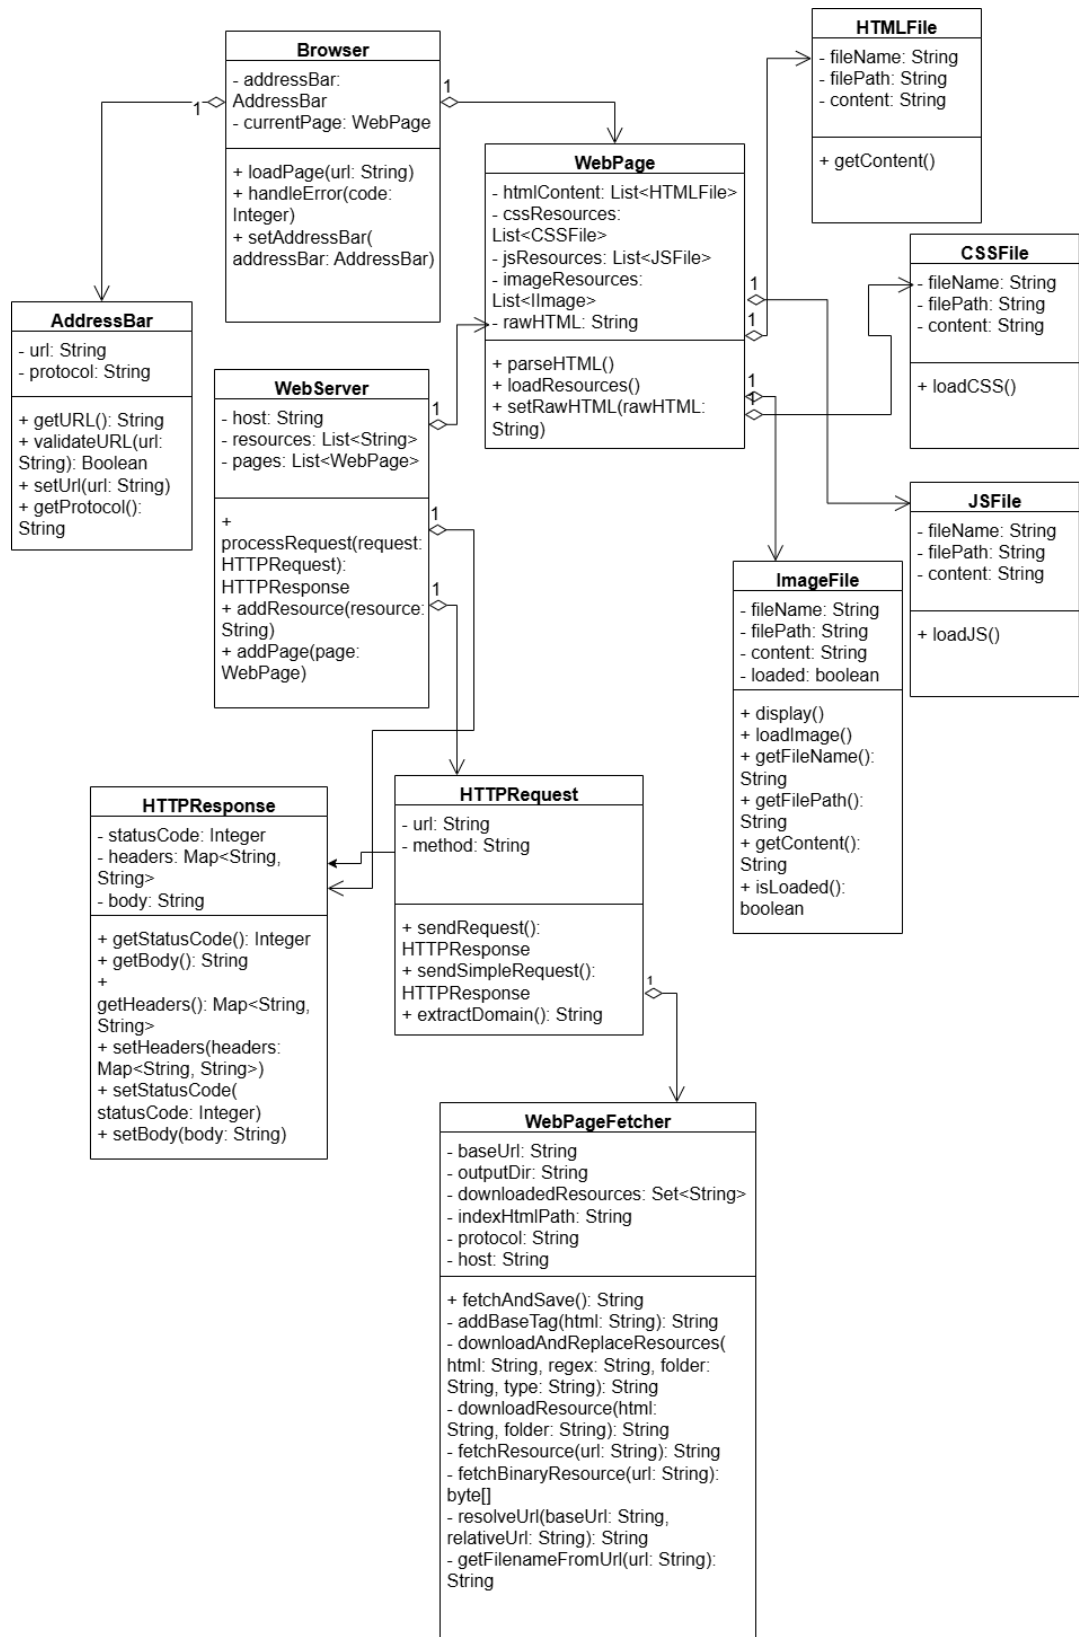 Browser
- addressBar:
AddressBar
- currentPage: WebPage
+ loadPage(url: String)
+ handleError(code:
Integer)
+ setAddressBar(
addressBar: AddressBar)
1
1
HTMLFile
- fileName: String
- filePath: String
- content: String
+ getContent()
WebPage
- htmlContent: List<HTMLFile>
- cssResources:
List<CSSFile>
- jsResources: List<JSFile>
- imageResources:
List<IImage>
- rawHTML: String
+ parseHTML()
+ loadResources()
+ setRawHTML(rawHTML:
String)
1
1
1
1
CSSFile
- fileName: String
- filePath: String
- content: String
+ loadCSS()
AddressBar
- url: String
- protocol: String
+ getURL(): String
+ validateURL(url:
String): Boolean
+ setUrl(url: String)
+ getProtocol():
String
WebServer
- host: String
- resources: List<String>
- pages: List<WebPage>
+
processRequest(request:
HTTPRequest):
HTTPResponse
+ addResource(resource:
String)
+ addPage(page:
WebPage)
1
1
1
JSFile
- fileName: String
- filePath: String
- content: String
+ loadJS()
ImageFile
- fileName: String
- filePath: String
- content: String
- loaded: boolean
+ display()
+ loadImage()
+ getFileName():
String
+ getFilePath():
String
+ getContent():
String
+ isLoaded():
boolean
HTTPResponse
- statusCode: Integer
- headers: Map<String,
String>
- body: String
+ getStatusCode(): Integer
+ getBody(): String
+
getHeaders(): Map<String,
String>
+ setHeaders(headers:
Map<String, String>)
+ setStatusCode(
statusCode: Integer)
+ setBody(body: String)
HTTPRequest
- url: String
- method: String
+ sendRequest():
HTTPResponse
+ sendSimpleRequest():
HTTPResponse
+ extractDomain(): String
1
WebPageFetcher
- baseUrl: String
- outputDir: String
- downloadedResources: Set<String>
- indexHtmlPath: String
- protocol: String
- host: String
+ fetchAndSave(): String
- addBaseTag(html: String): String
- downloadAndReplaceResources(
html: String, regex: String, folder:
String, type: String): String
- downloadResource(html:
String, folder: String): String
- fetchResource(url: String): String
- fetchBinaryResource(url: String):
byte[]
- resolveUrl(baseUrl: String,
relativeUrl: String): String
- getFilenameFromUrl(url: String):
String